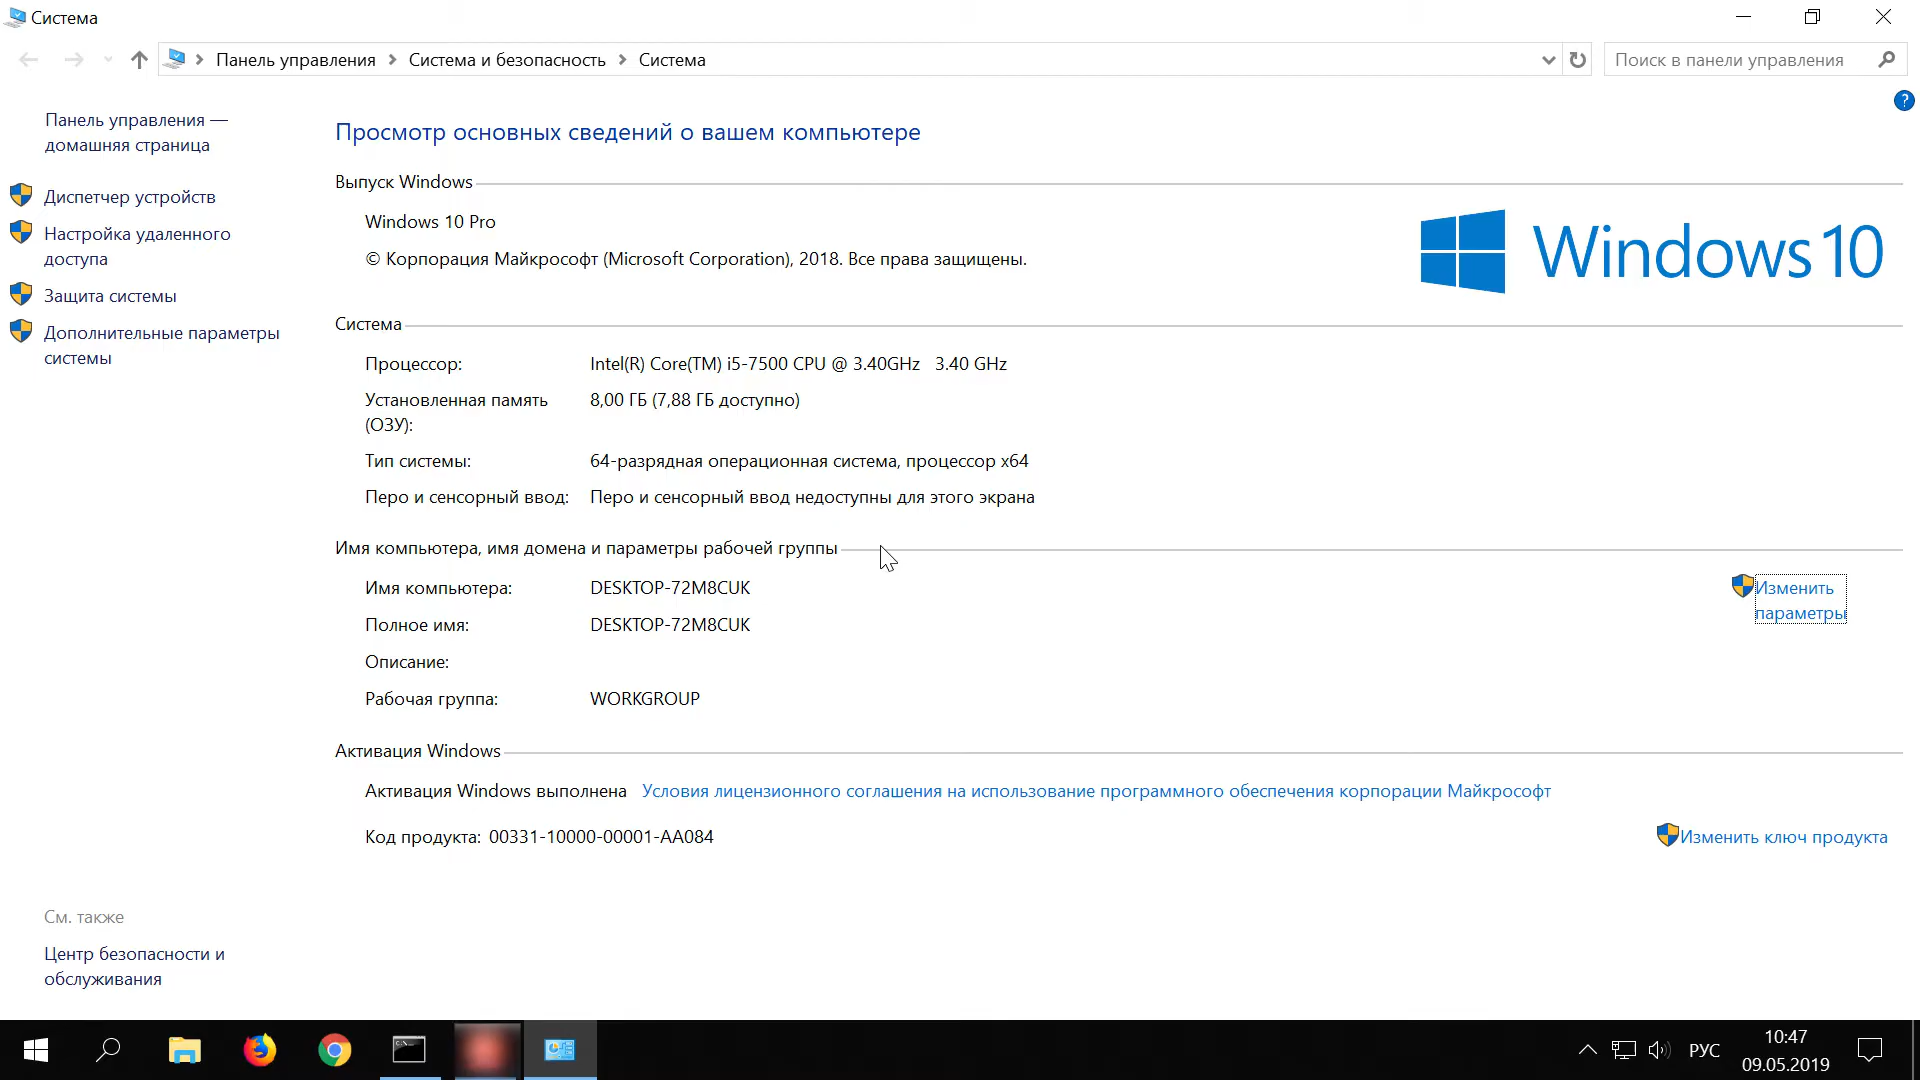 Система
Панель управления
Система и безопасность
Система
Поиск в панели управления
?
Панель управления —
домашняя страница
Диспетчер устройств
Настройка удаленного
доступа
Защита системы
Дополнительные параметры
системы
Просмотр основных сведений о вашем компьютере
Выпуск Windows
Windows 10 Pro
© Корпорация Майкрософт (Microsoft Corporation), 2018. Все права защищены.
Windows 10
Система
Процессор: Intel(R) Core(TM) i5-7500 CPU @ 3.40GHz 3.40 GHz
Установленная память 8,00 ГБ (7,88 ГБ доступно)
(ОЗУ):
Тип системы: 64-разрядная операционная система, процессор x64
Перо и сенсорный ввод: Перо и сенсорный ввод недоступны для этого экрана
Имя компьютера, имя домена и параметры рабочей группы
Имя компьютера: DESKTOP-72M8CUK
Изменить
параметры
Полное имя: DESKTOP-72M8CUK
Описание:
Рабочая группа: WORKGROUP
Активация Windows
Активация Windows выполнена Условия лицензионного соглашения на использование программного обеспечения корпорации Майкрософт
Код продукта: 00331-10000-00001-AA084
Изменить ключ продукта
См. также
Центр безопасности и
обслуживания
РУС
10:47
09.05.2019